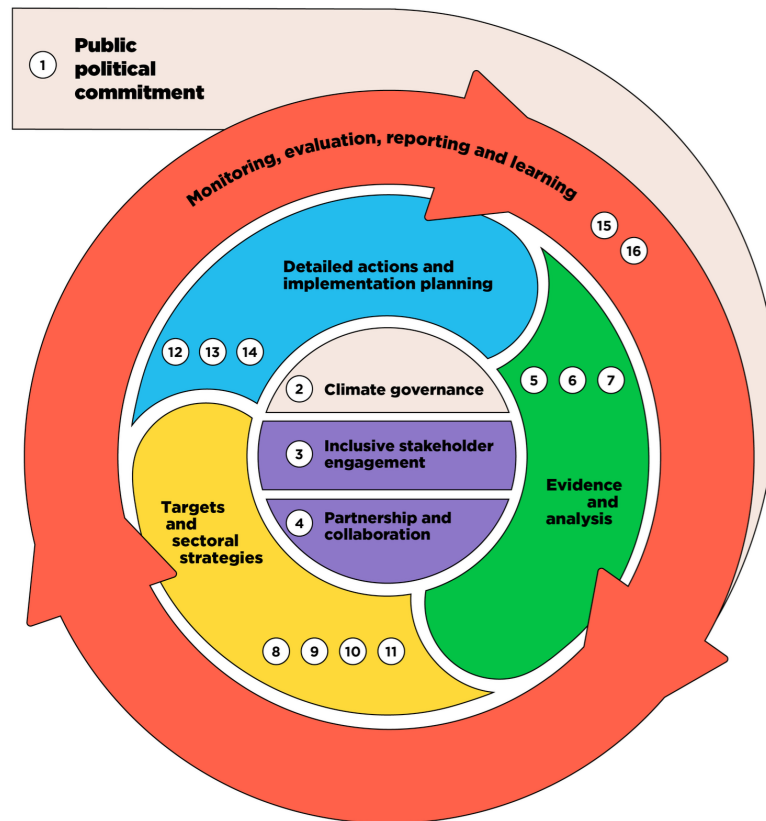 1
Public
political
commitment
Monitoring, evaluation, reporting and learning
15
16
Detailed actions and
implementation planning
12 13 14
2 Climate governance
3 Inclusive stakeholder
engagement
4 Partnership and
collaboration
5 6 7
Evidence
and
analysis
Targets
and
sectoral
strategies
8 9 10 11